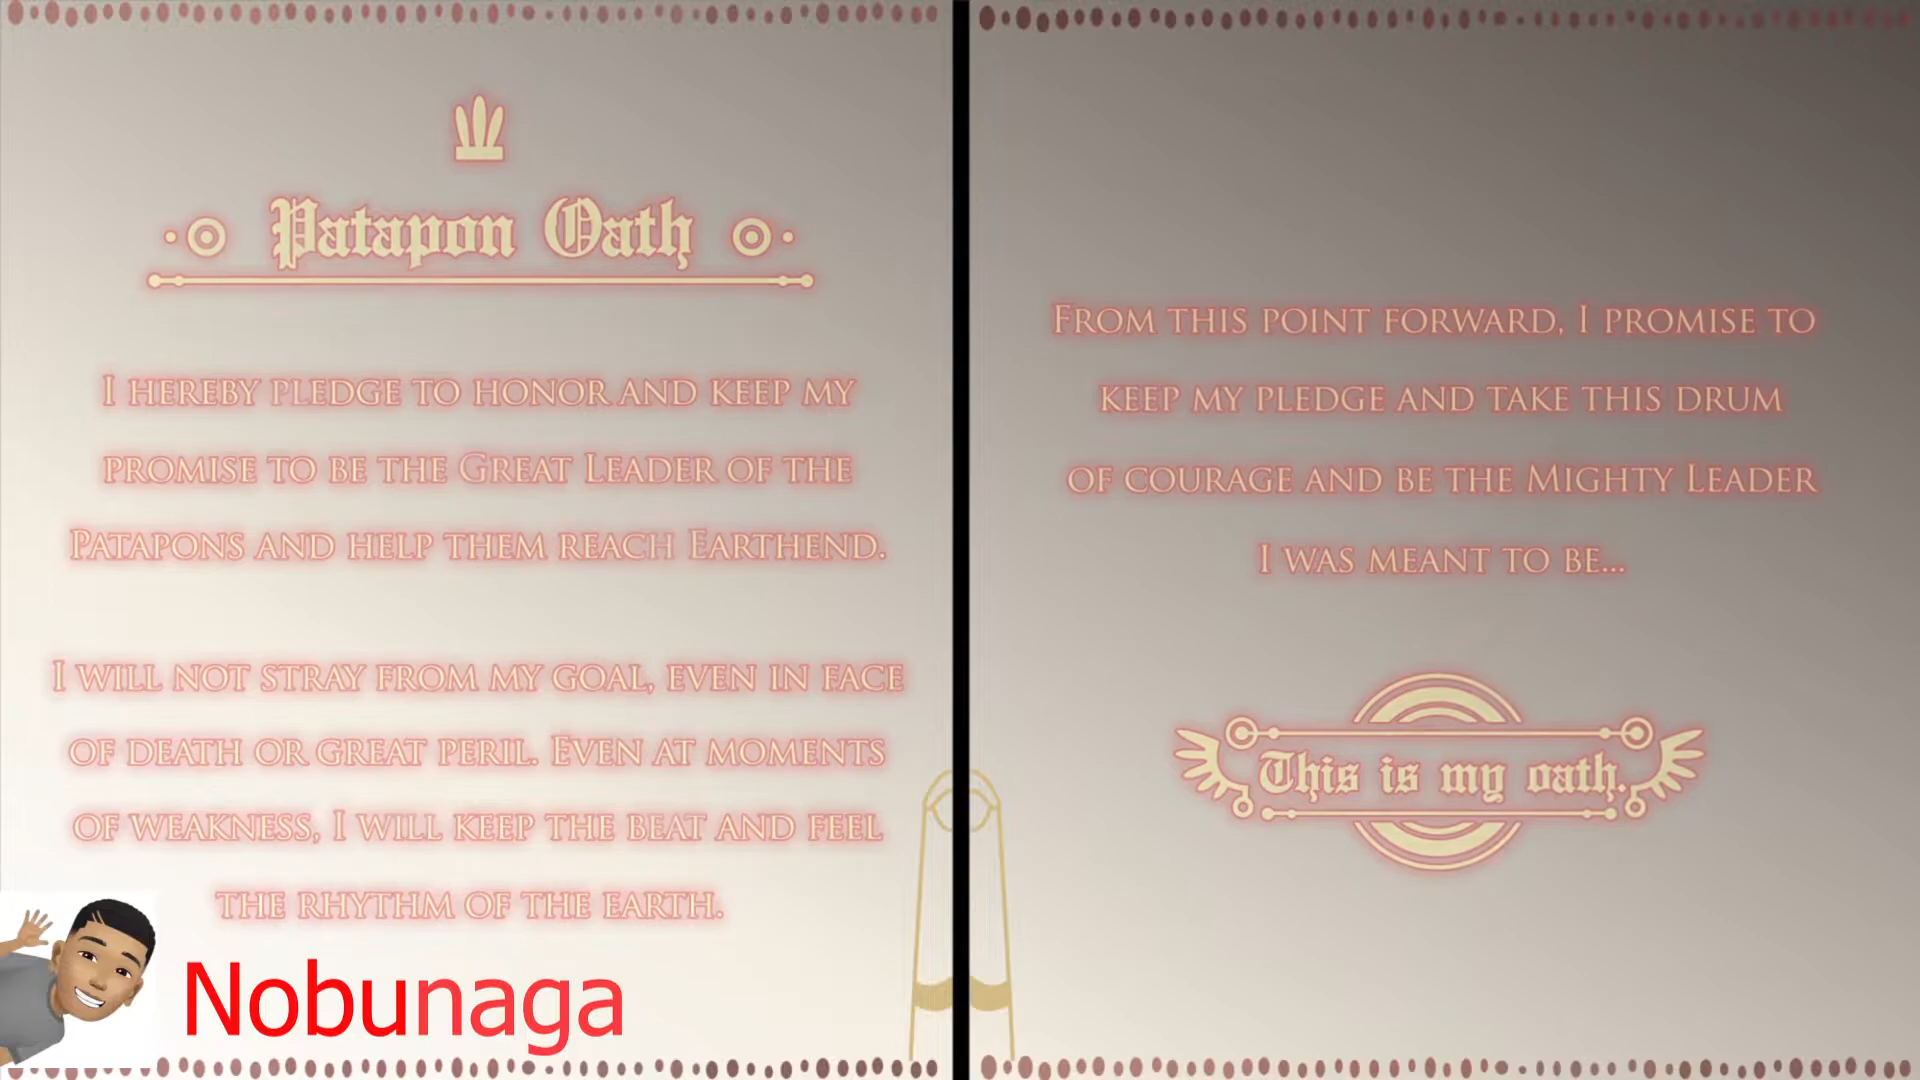 Patapon Oath
I HEREBY PLEDGE TO HONOR AND KEEP MY
PROMISE TO BE THE GREAT LEADER OF THE
PATAPONS AND HELP THEM REACH EARTHEND.
I WILL NOT STRAY FROM MY GOAL, EVEN IN FACE
OF DEATH OR GREAT PERIL. EVEN AT MOMENTS
OF WEAKNESS, I WILL KEEP THE BEAT AND FEEL
THE RHYTHM OF THE EARTH.
Nobunaga
FROM THIS POINT FORWARD, I PROMISE TO
KEEP MY PLEDGE AND TAKE THIS DRUM
OF COURAGE AND BE THE MIGHTY LEADER
I WAS MEANT TO BE...
This is my oath.